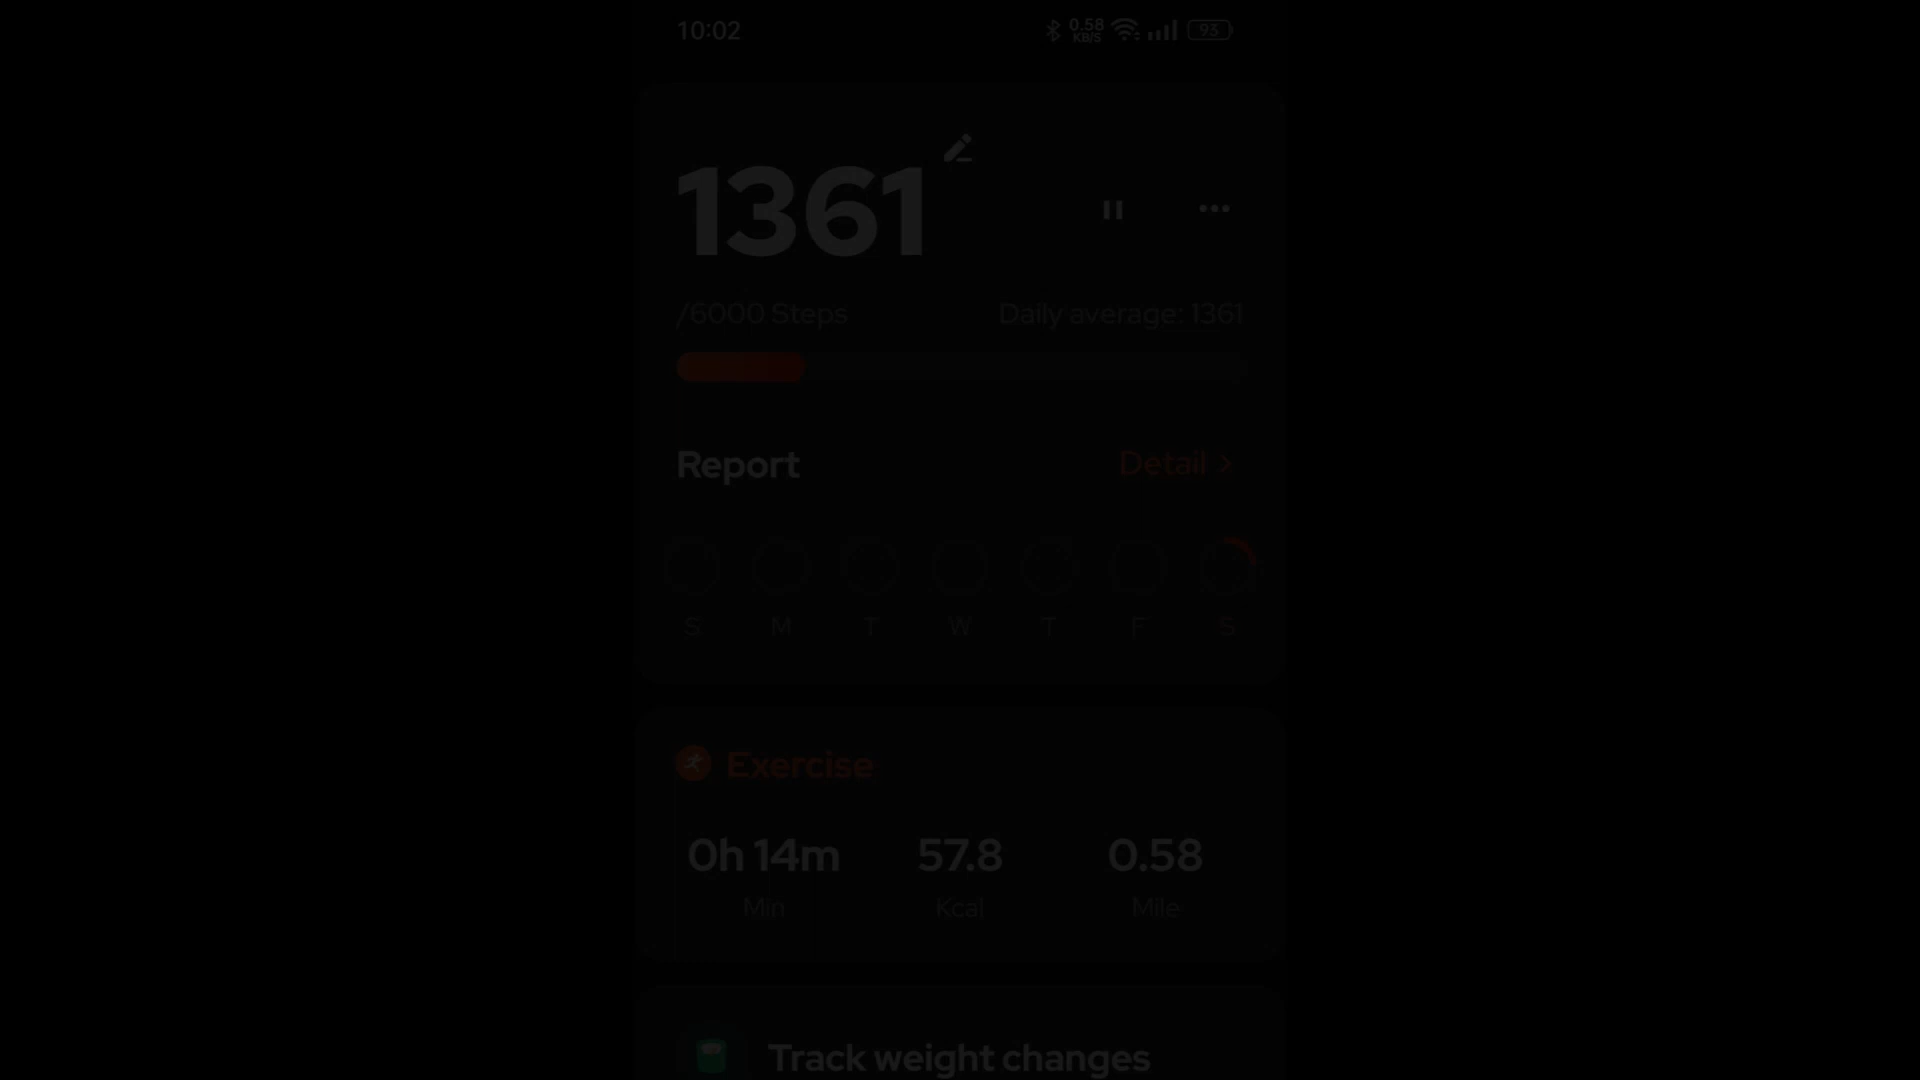 10:02 0.58 KB/S 93
1361
/6000 Steps Daily average: 1361
Report Detail >
S M T W T F S
Exercise
0h 14m 57.8 0.58
Min Kcal Mile
Track weight changes